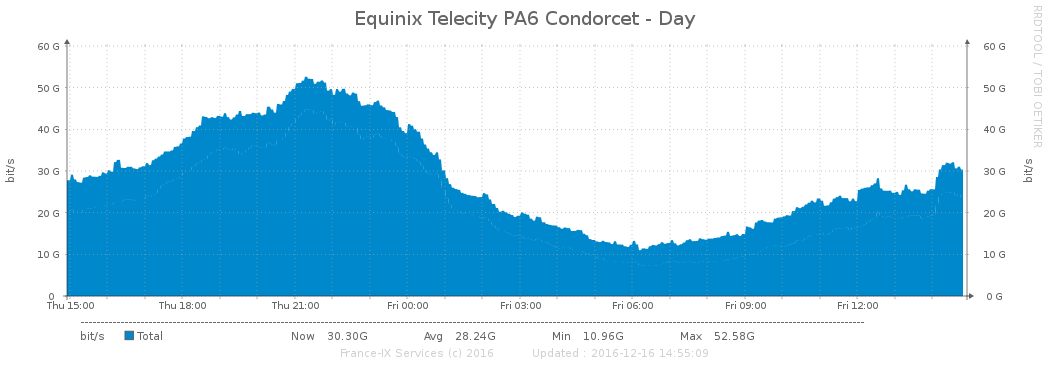 Equinix Telecity PA6 Condorcet - Day
RRDTOOL / TOBI OETIKER
60 G 60 G
50 G 50 G
40 G 40 G
30 G 30 G
20 G 20 G
10 G 10 G
0 0 G
bit/s bit/s
Thu 15:00 Thu 18:00 Thu 21:00 Fri 00:00 Fri 03:00 Fri 06:00 Fri 09:00 Fri 12:00
bit/s Total Now 30.30G Avg 28.24G Min 10.96G Max 52.58G
France-IX Services (c) 2016 Updated : 2016-12-16 14:55:09